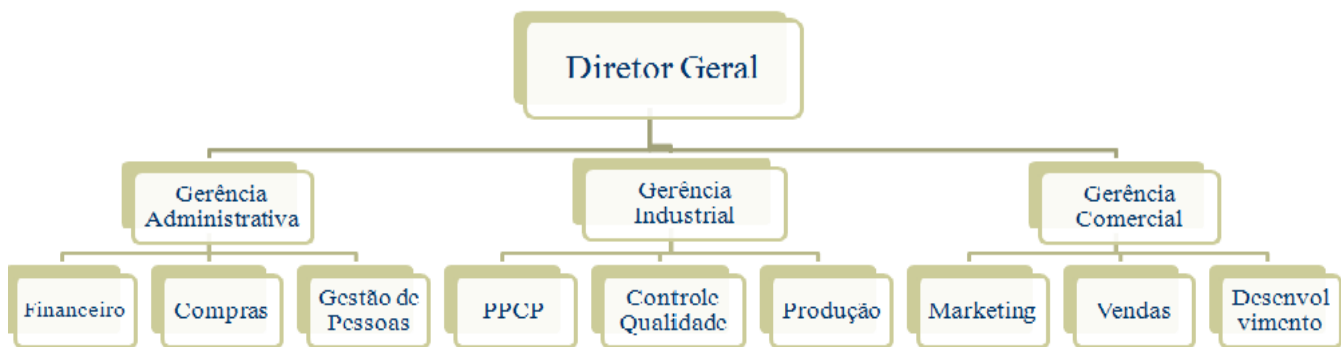 Diretor Geral
Gerência
Administrativa
Gerência
Industrial
Gerência
Comercial
Financeiro
Compras
Gestão de
Pessoas
PPCP
Controle
Qualidade
Produção
Marketing
Vendas
Desenvol
vimento